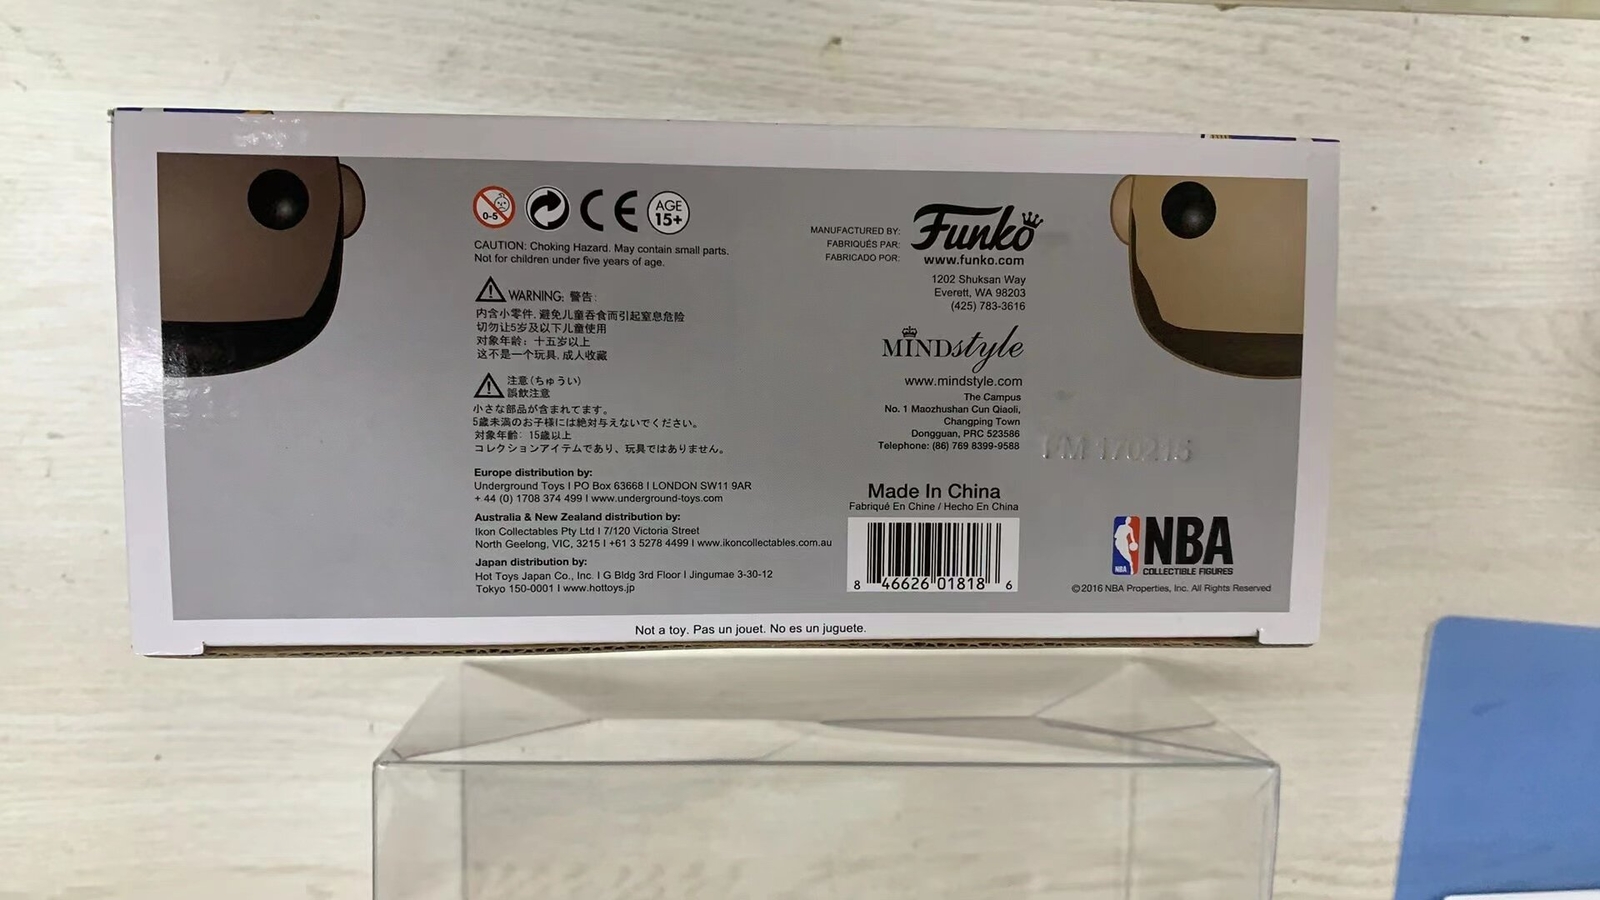 0-5
AGE
15+
CAUTION: Choking Hazard. May contain small parts.
Not for children under five years of age.
WARNING: 警告:
内含小零件, 避免儿童吞食而引起窒息危险
切勿让5岁及以下儿童使用
对象年龄: 十五岁以上
这不是一个玩具, 成人收藏
注意 (ちゅうい)
誤飲注意
小さな部品が含まれてます。
5歳未満のお子様には絶対与えないでください。
対象年齢: 15歳以上
コレクションアイテムであり、玩具ではありません。
Europe distribution by:
Underground Toys I PO Box 63668 I LONDON SW11 9AR
+ 44 (0) 1708 374 499 I www.underground-toys.com
Australia & New Zealand distribution by:
Ikon Collectables Pty Ltd I 7/120 Victoria Street
North Geelong, VIC, 3215 I +61 3 5278 4499 I www.ikoncollectables.com.au
Japan distribution by:
Hot Toys Japan Co., Inc. I G Bldg 3rd Floor I Jingumae 3-30-12
Tokyo 150-0001 I www.hottoys.jp
MANUFACTURED BY:
FABRIQUÉS PAR:
FABRICADO POR:
Funko
www.funko.com
1202 Shuksan Way
Everett, WA 98203
(425) 783-3616
MINDstyle
www.mindstyle.com
The Campus
No. 1 Maozhushan Cun Qiaoli,
Changping Town
Dongguan, PRC 523586
Telephone: (86) 769 8399-9588
Made In China
Fabriqué En Chine / Hecho En China
8 46626 01818 6
NBA
NBA
COLLECTIBLE FIGURES
©2016 NBA Properties, Inc. All Rights Reserved
Not a toy. Pas un jouet. No es un juguete.